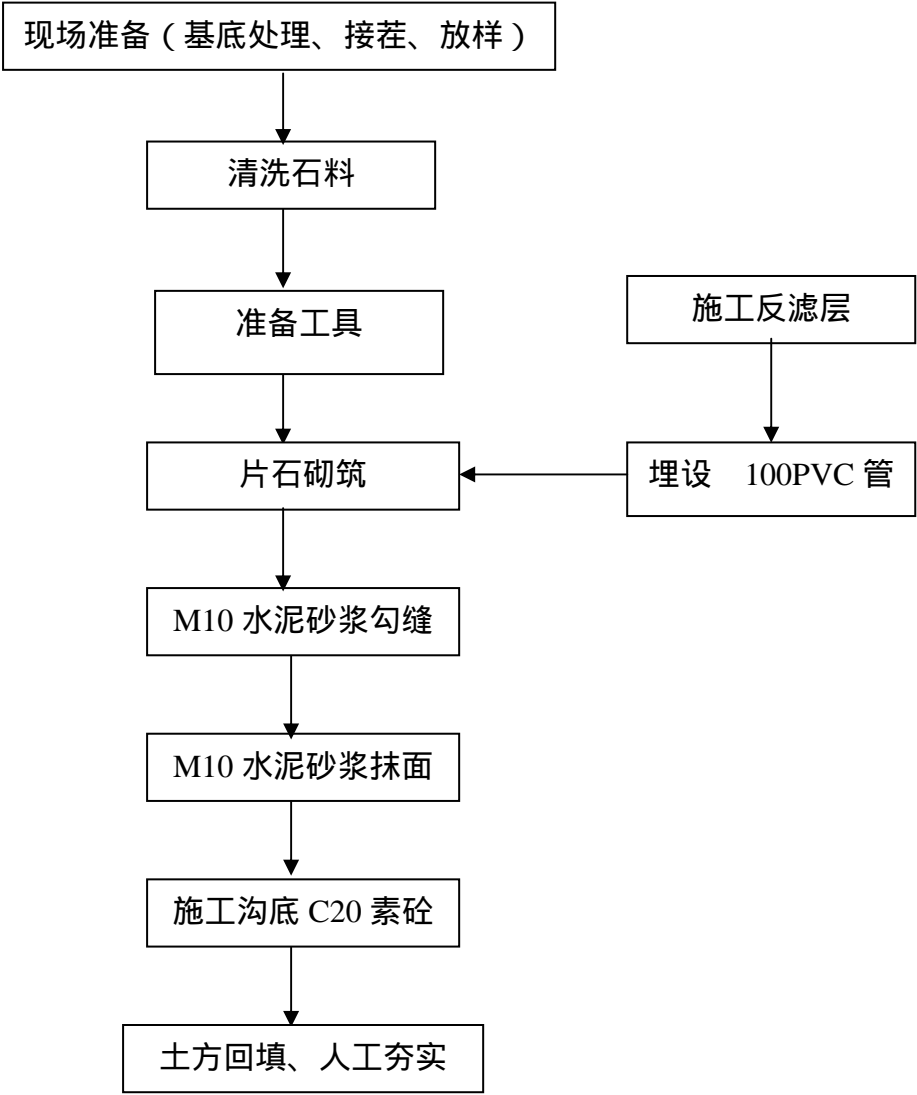 现场准备（基底处理、接茬、放样）
清洗石料
准备工具
施工反滤层
片石砌筑
埋设 100PVC 管
M10 水泥砂浆勾缝
M10 水泥砂浆抹面
施工沟底 C20 素砼
土方回填、人工夯实